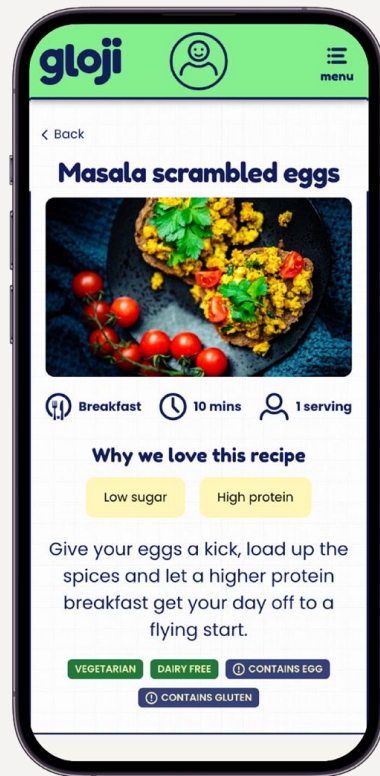 gloji
menu
< Back
Masala scrambled eggs
Breakfast
10 mins
1 serving
Why we love this recipe
Low sugar
High protein
Give your eggs a kick, load up the
spices and let a higher protein
breakfast get your day off to a
flying start.
VEGETARIAN
DAIRY FREE
CONTAINS EGG
CONTAINS GLUTEN